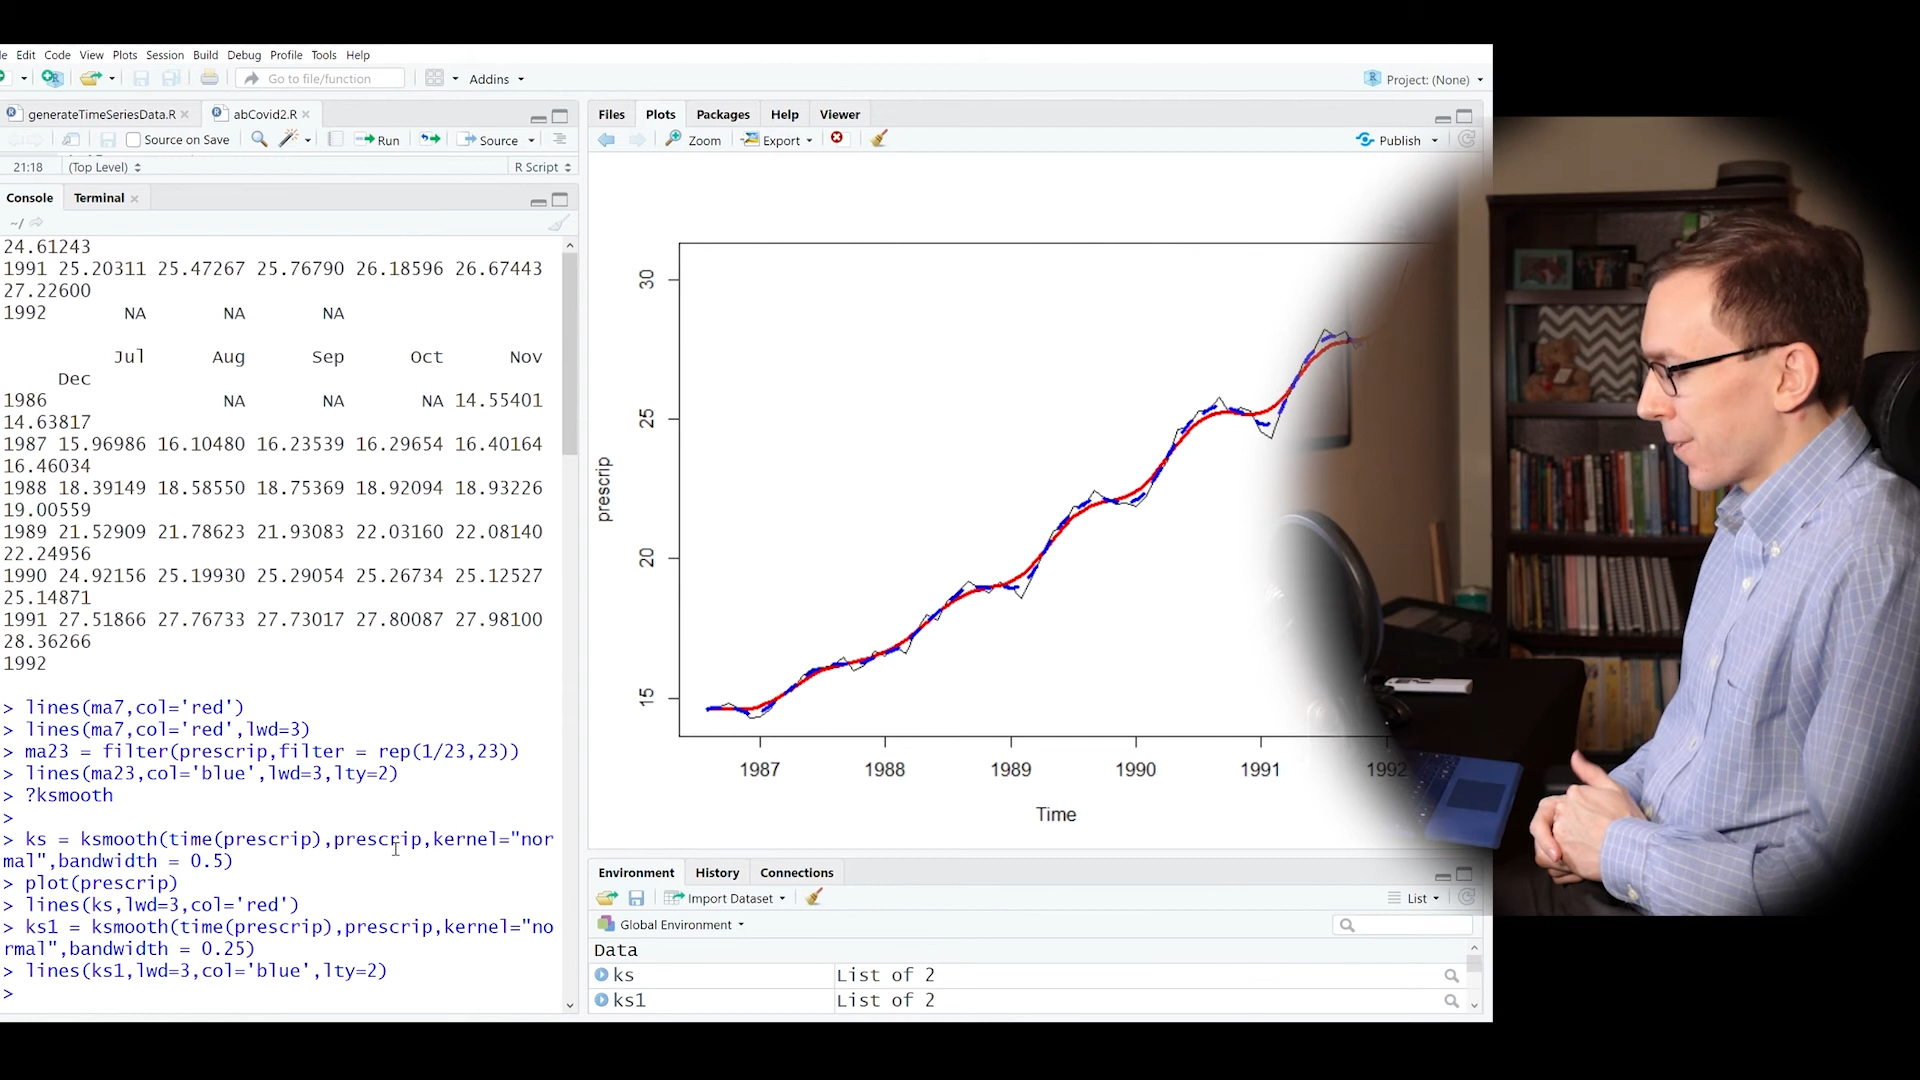 Edit Code View Plots Session Build Debug Profile Tools Help
Go to file/function
Addins
Project: (None)
generateTimeSeriesData.R
abCovid2.R
Source on Save
Run
Source
21:18
(Top Level)
R Script
Console
Terminal
~/
24.61243
1991 25.20311 25.47267 25.76790 26.18596 26.67443
27.22600
1992 NA NA NA
Jul Aug Sep Oct Nov
Dec
1986 NA NA NA 14.55401
14.63817
1987 15.96986 16.10480 16.23539 16.29654 16.40164
16.46034
1988 18.39149 18.58550 18.75369 18.92094 18.93226
19.00559
1989 21.52909 21.78623 21.93083 22.03160 22.08140
22.24956
1990 24.92156 25.19930 25.29054 25.26734 25.12527
25.14871
1991 27.51866 27.76733 27.73017 27.80087 27.98100
28.36266
1992
> lines(ma7,col='red')
> lines(ma7,col='red',lwd=3)
> ma23 = filter(prescrip,filter = rep(1/23,23))
> lines(ma23,col='blue',lwd=3,lty=2)
> ?ksmooth
>
> ks = ksmooth(time(prescrip),prescrip,kernel="nor
mal",bandwidth = 0.5)
> plot(prescrip)
> lines(ks,lwd=3,col='red')
> ks1 = ksmooth(time(prescrip),prescrip,kernel="no
rmal",bandwidth = 0.25)
> lines(ks1,lwd=3,col='blue',lty=2)
>
Files Plots Packages Help Viewer
Zoom Export Publish
30
25
20
15
prescrip
1987 1988 1989 1990 1991 1992
Time
Environment History Connections
Import Dataset
List
Global Environment
Data
ks List of 2
ks1 List of 2